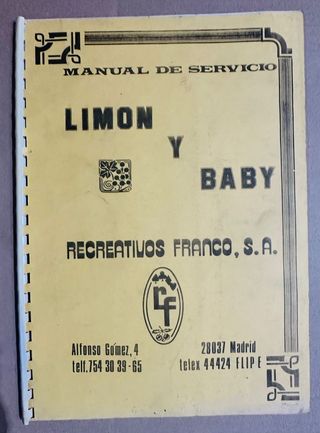 MANUAL DE SERVICIO
LIMON
Y
BABY
RECREATIVOS FRANCO, S.A.
rf
Alfonso Gómez, 4 28037 Madrid
telf. 754 30 39-65 telex 44424 FLIP E